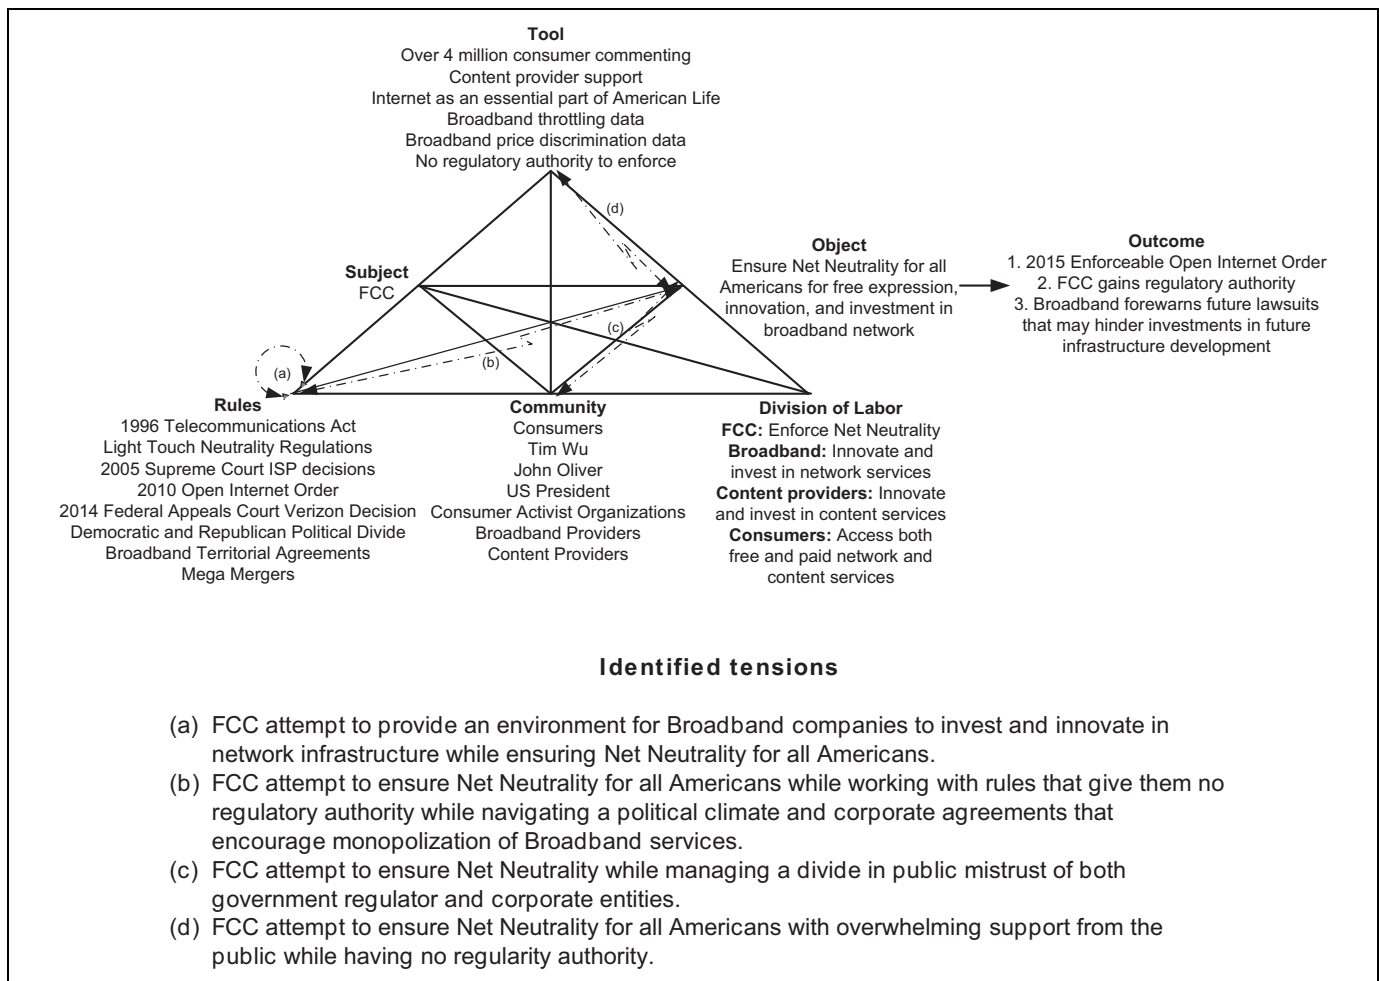 Tool
Over 4 million consumer commenting
Content provider support
Internet as an essential part of American Life
Broadband throttling data
Broadband price discrimination data
No regulatory authority to enforce
(d)
Subject
FCC
Object
Ensure Net Neutrality for all
Americans for free expression,
innovation, and investment in
broadband network
Outcome
1. 2015 Enforceable Open Internet Order
2. FCC gains regulatory authority
3. Broadband forewarns future lawsuits
that may hinder investments in future
infrastructure development
(c)
(b)
(a)
Rules
1996 Telecommunications Act
Light Touch Neutrality Regulations
2005 Supreme Court ISP decisions
2010 Open Internet Order
2014 Federal Appeals Court Verizon Decision
Democratic and Republican Political Divide
Broadband Territorial Agreements
Mega Mergers
Community
Consumers
Tim Wu
John Oliver
US President
Consumer Activist Organizations
Broadband Providers
Content Providers
Division of Labor
FCC: Enforce Net Neutrality
Broadband: Innovate and
invest in network services
Content providers: Innovate
and invest in content services
Consumers: Access both
free and paid network and
content services
Identified tensions
(a) FCC attempt to provide an environment for Broadband companies to invest and innovate in
network infrastructure while ensuring Net Neutrality for all Americans.
(b) FCC attempt to ensure Net Neutrality for all Americans while working with rules that give them no
regulatory authority while navigating a political climate and corporate agreements that
encourage monopolization of Broadband services.
(c) FCC attempt to ensure Net Neutrality while managing a divide in public mistrust of both
government regulator and corporate entities.
(d) FCC attempt to ensure Net Neutrality for all Americans with overwhelming support from the
public while having no regularity authority.